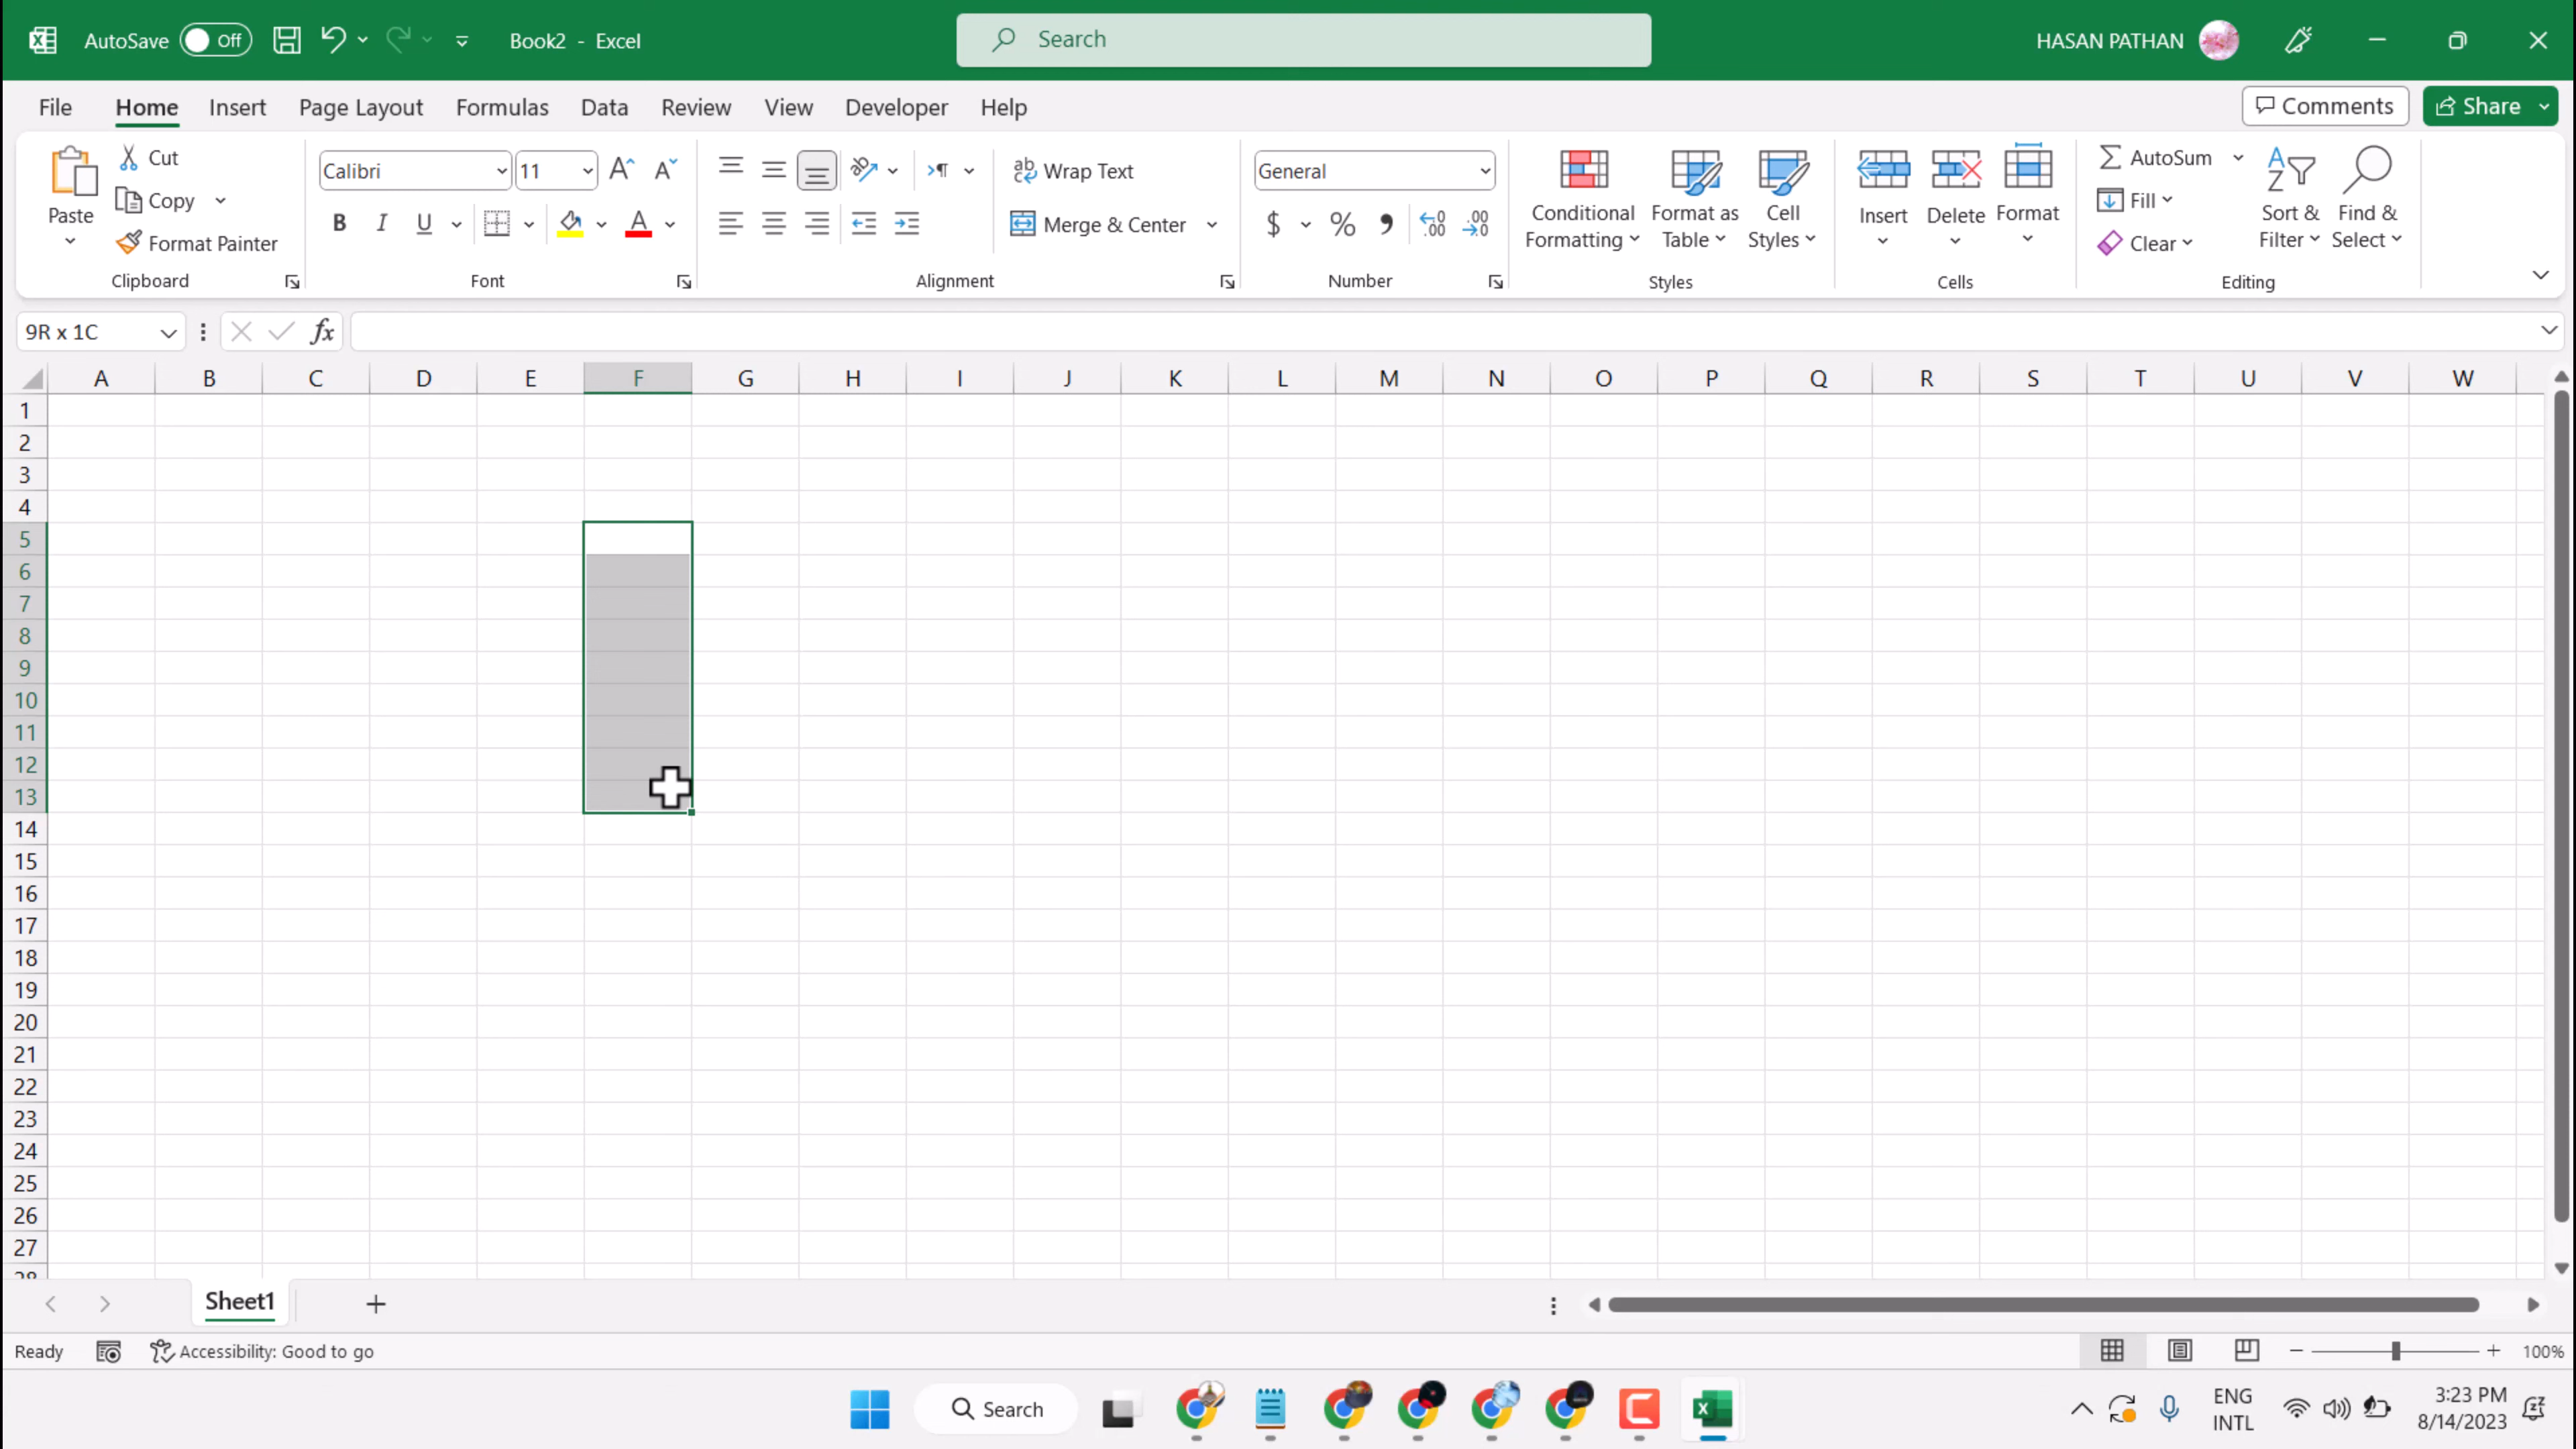 AutoSave Off Book2 - Excel Search HASAN PATHAN
File Home Insert Page Layout Formulas Data Review View Developer Help Comments Share
Paste Cut Copy Format Painter Clipboard
Calibri 11 B I U A Font
Wrap Text Merge & Center Alignment
General $ % Number
Conditional Formatting Format as Table Cell Styles Styles
Insert Delete Format Cells
AutoSum Fill Clear Sort & Filter Find & Select Editing
9R x 1C fx
A B C D E F G H I J K L M N O P Q R S T U V W
1
2
3
4
5
6
7
8
9
10
11
12
13
14
15
16
17
18
19
20
21
22
23
24
25
26
27
28
Sheet1
Ready Accessibility: Good to go 100%
Search ENG 3:23 PM
INTL 8/14/2023